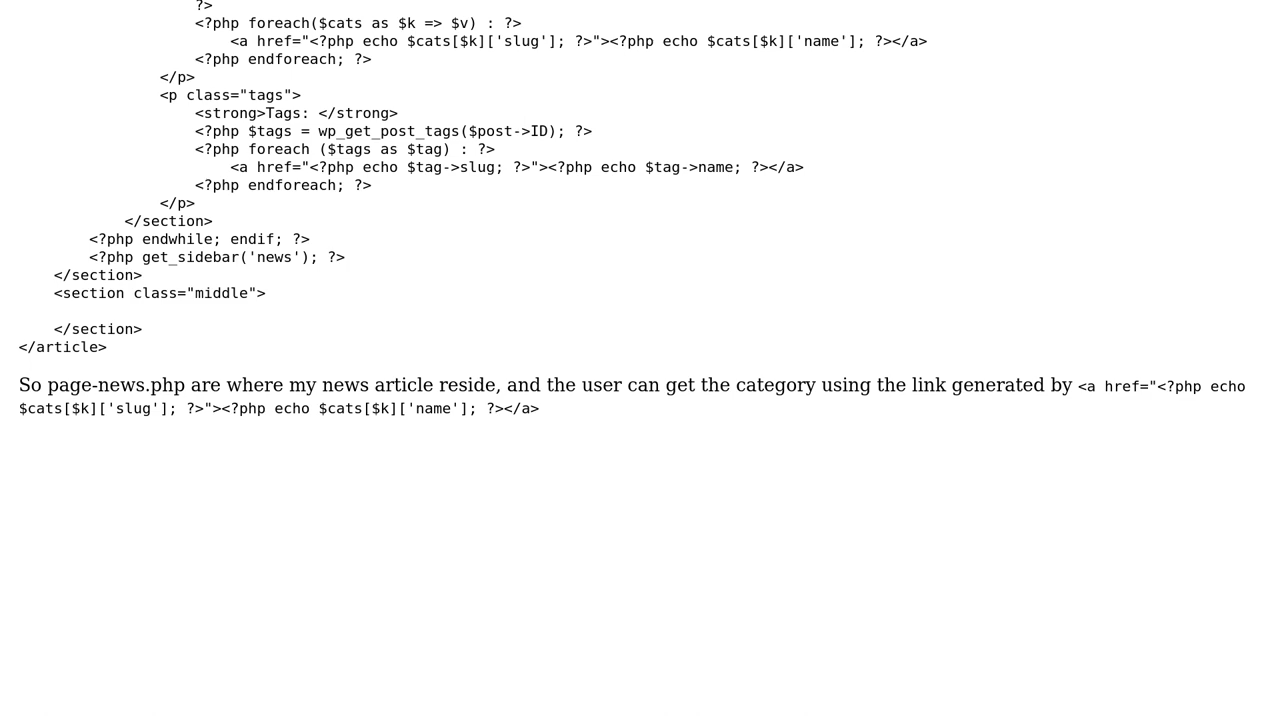 ?>
<?php foreach($cats as $k => $v) : ?>
<a href="<?php echo $cats[$k]['slug']; ?>"><?php echo $cats[$k]['name']; ?></a>
<?php endforeach; ?>
</p>
<p class="tags">
<strong>Tags: </strong>
<?php $tags = wp_get_post_tags($post->ID); ?>
<?php foreach ($tags as $tag) : ?>
<a href="<?php echo $tag->slug; ?>"><?php echo $tag->name; ?></a>
<?php endforeach; ?>
</p>
</section>
<?php endwhile; endif; ?>
<?php get_sidebar('news'); ?>
</section>
<section class="middle">
</section>
</article>
So page-news.php are where my news article reside, and the user can get the category using the link generated by <a href="<?php echo
$cats[$k]['slug']; ?>"><?php echo $cats[$k]['name']; ?></a>